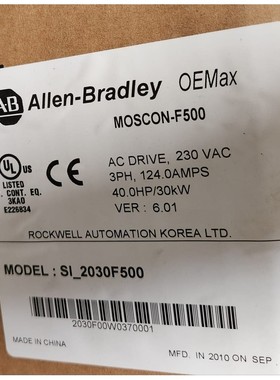 AB Allen-Bradley OEMax
MOSCON-F500
C UL US
LISTED
. CONT. EQ.
3KA0
E226834
AC DRIVE, 230 VAC
3PH, 124.0AMPS
40.0HP/30kW
VER : 6.01
ROCKWELL AUTOMATION KOREA LTD.
MODEL : SI_2030F500
2030F00W0370001
MADE IN CHINA
MFD. IN 2010 ON SEP.